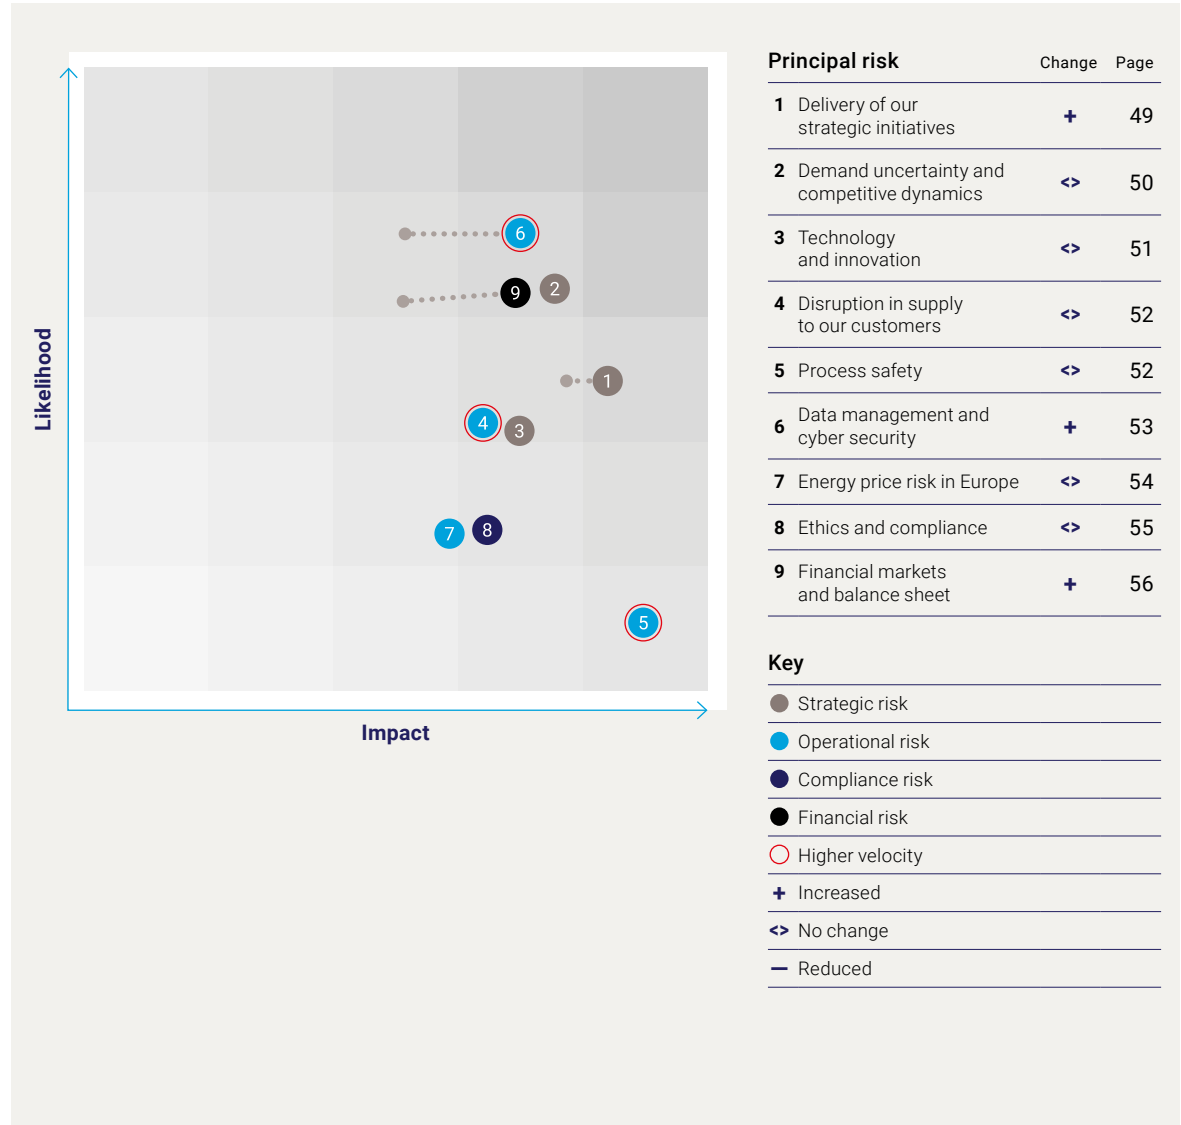 Likelihood
6
9
2
1
4
3
7
8
5
Impact
Principal risk Change Page
1 Delivery of our
strategic initiatives + 49
2 Demand uncertainty and
competitive dynamics <> 50
3 Technology
and innovation <> 51
4 Disruption in supply
to our customers <> 52
5 Process safety <> 52
6 Data management and
cyber security + 53
7 Energy price risk in Europe <> 54
8 Ethics and compliance <> 55
9 Financial markets
and balance sheet + 56
Key
Strategic risk
Operational risk
Compliance risk
Financial risk
Higher velocity
+ Increased
<> No change
− Reduced